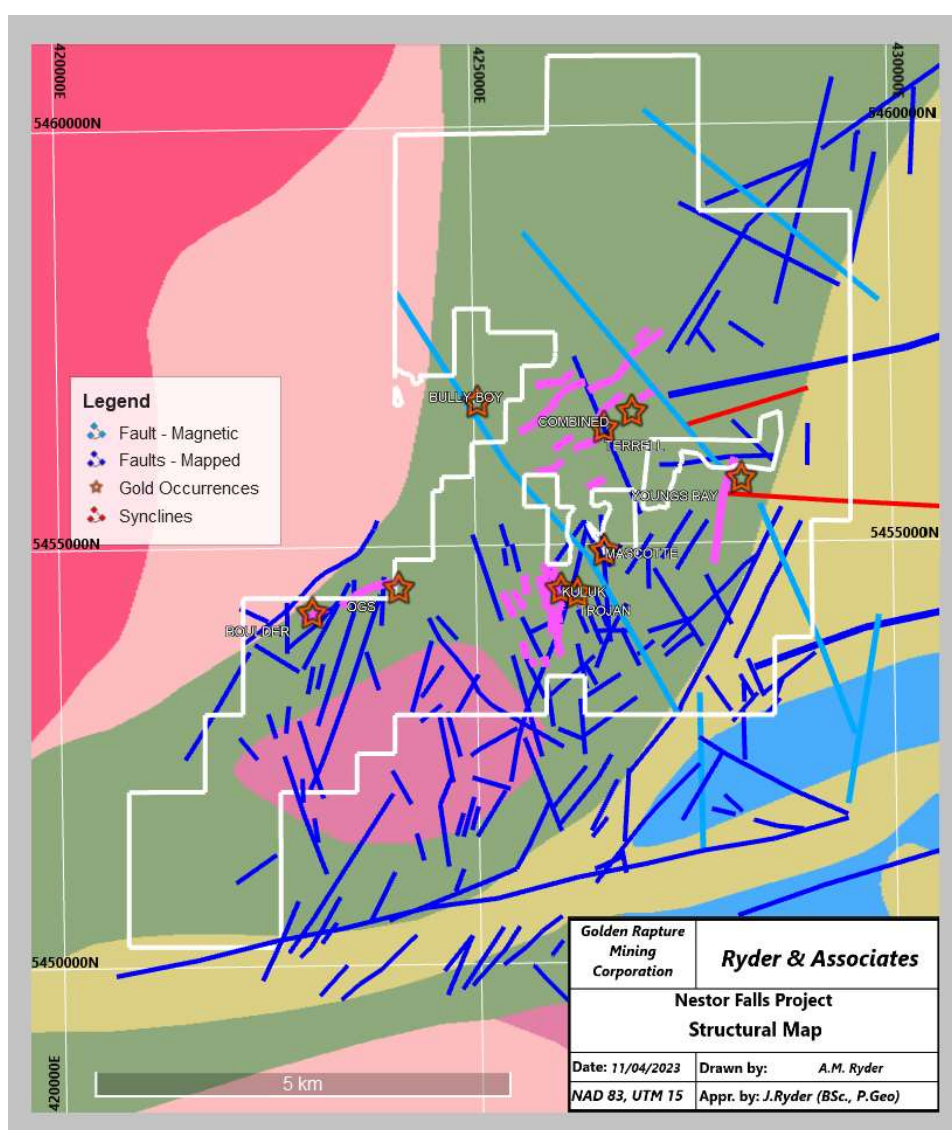 420000E
425000E
430000E
5460000N
5460000N
Legend
Fault - Magnetic
Faults - Mapped
Gold Occurrences
Synclines
BULLY BOY
COMBINED
TERRELL
YOUNGS BAY
5455000N
5455000N
MASCOTTE
KULUK
TROJAN
OGS
BOULDER
5450000N
420000E
5 km
Golden Rapture
Mining
Corporation
Ryder & Associates
Nestor Falls Project
Structural Map
Date: 11/04/2023
Drawn by: A.M. Ryder
NAD 83, UTM 15
Appr. by: J.Ryder (BSc., P.Geo)